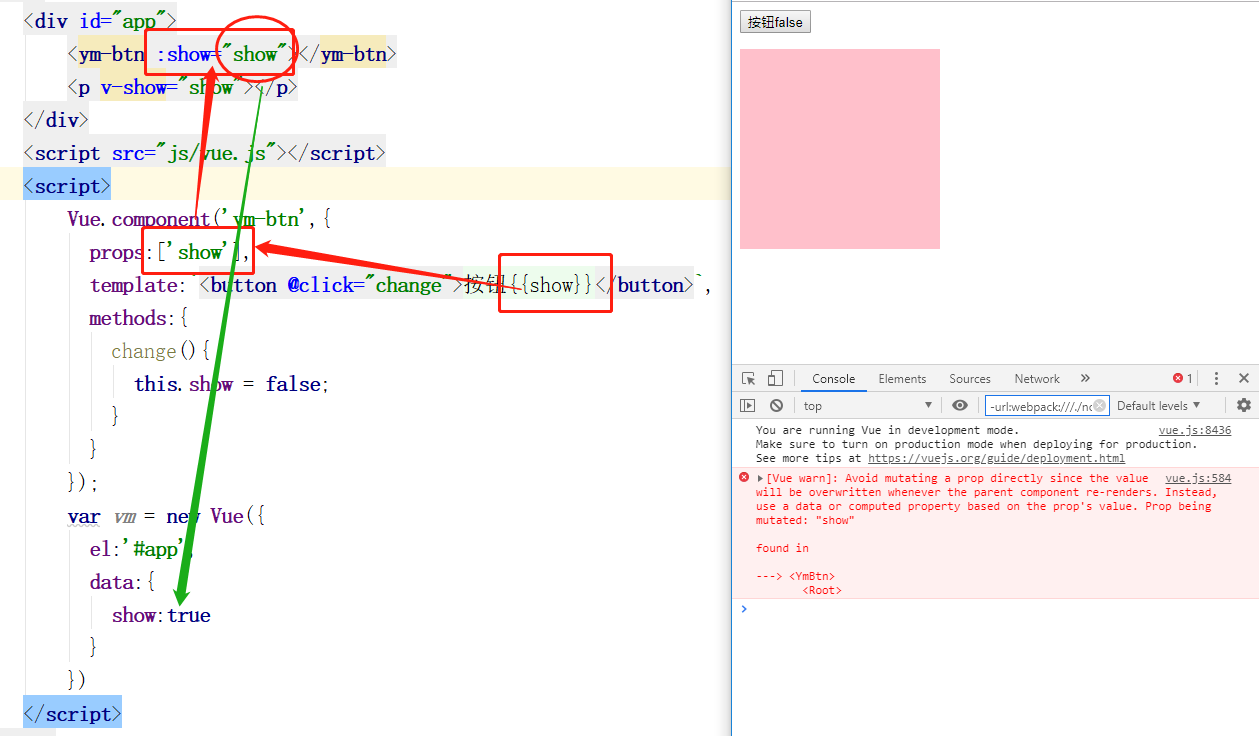 <div id="app">
<ym-btn :show="show"></ym-btn>
<p v-show="show"></p>
</div>
<script src="js/vue.js"></script>
<script>
Vue.component('ym-btn',{
props:['show'],
template:`<button @click="change">按钮{{show}}</button>`,
methods:{
change(){
this.show = false;
}
}
});
var vm = new Vue({
el:'#app',
data:{
show:true
}
})
</script>
按钮false
Console Elements Sources Network » 1
top -url:webpack:///./nc Default levels
You are running Vue in development mode. vue.js:8436
Make sure to turn on production mode when deploying for production.
See more tips at https://vuejs.org/guide/deployment.html
[Vue warn]: Avoid mutating a prop directly since the value vue.js:584
will be overwritten whenever the parent component re-renders. Instead,
use a data or computed property based on the prop's value. Prop being
mutated: "show"
found in
---> <YmBtn>
<Root>